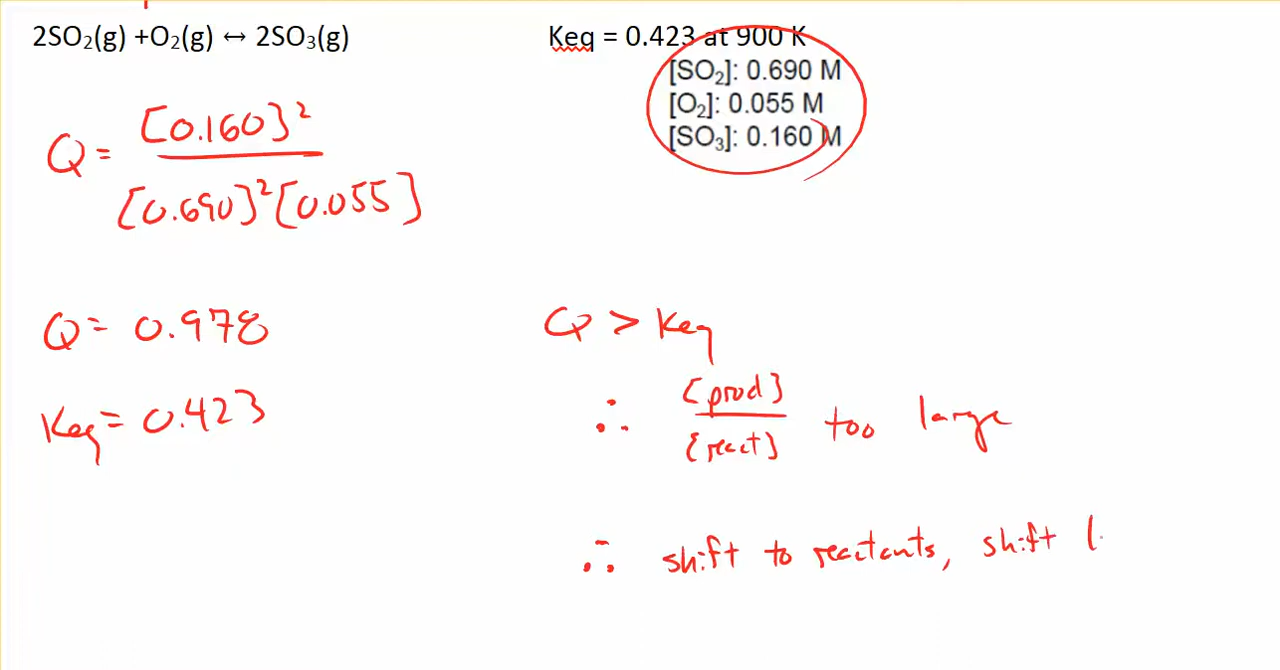 2SO₂(g) +O₂(g) ↔ 2SO₃(g)
Keq = 0.423 at 900 K
[SO₂]: 0.690 M
[O₂]: 0.055 M
[SO₃]: 0.160 M
Q = [0.160]²
[0.690]²[0.055]
Q = 0.978
Keq = 0.423
Q > Keq
∴ [prod]
[react] too large
∴ shift to reactants, shift